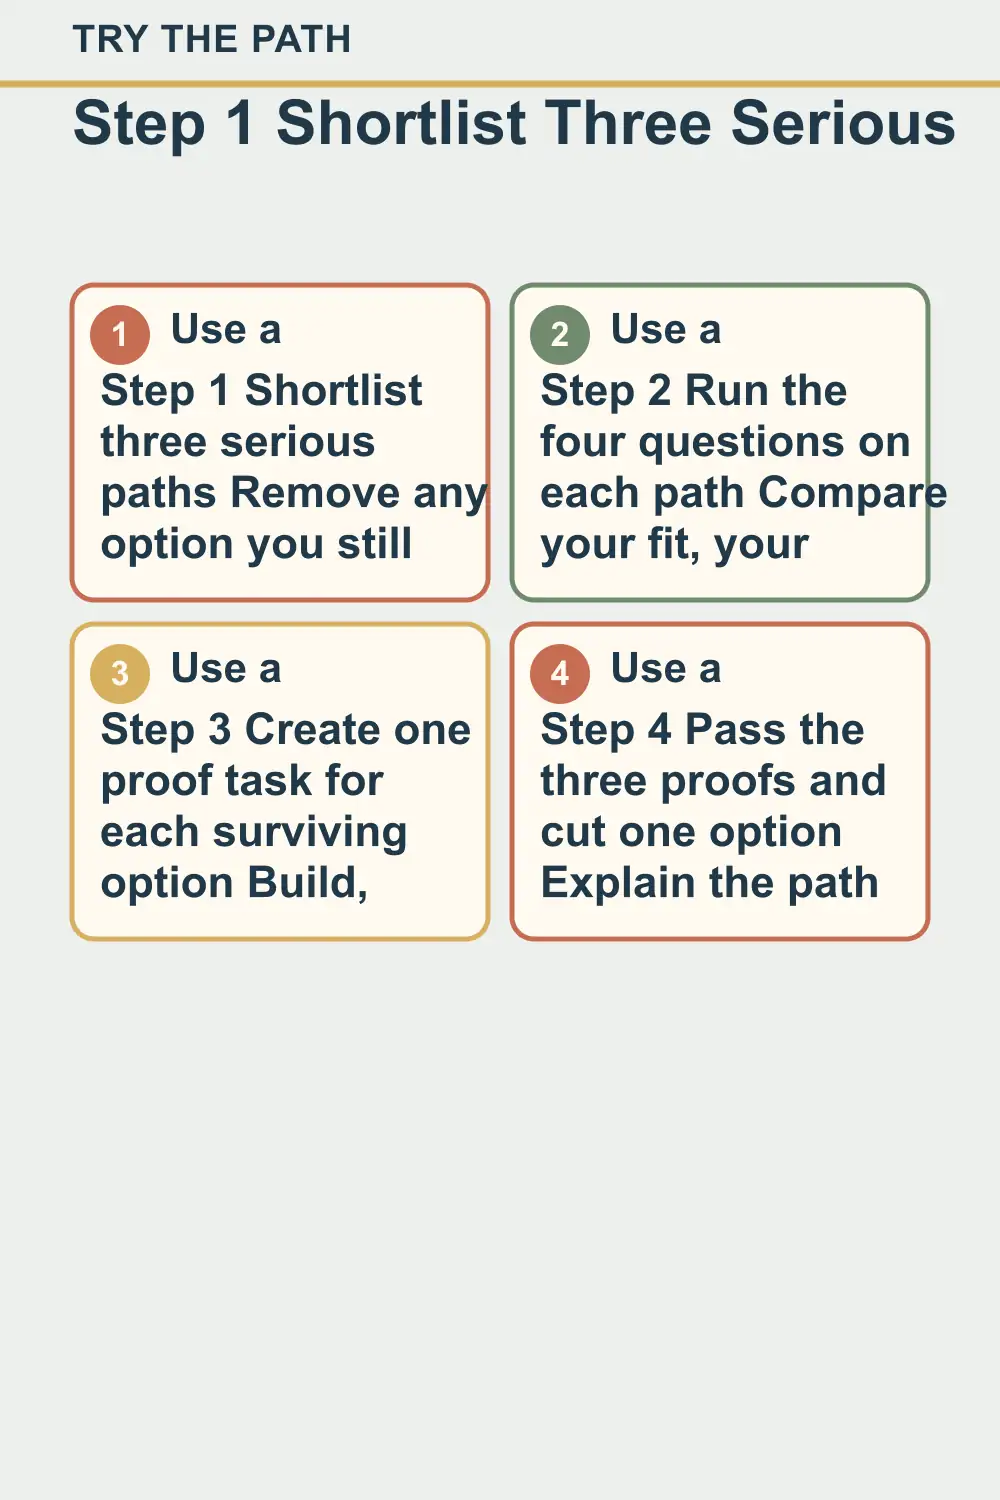 TRY THE PATH
Step 1 Shortlist Three Serious
1 Use a
Step 1 Shortlist
three serious
paths Remove any
option you still
2 Use a
Step 2 Run the
four questions on
each path Compare
your fit, your
3 Use a
Step 3 Create one
proof task for
each surviving
option Build,
4 Use a
Step 4 Pass the
three proofs and
cut one option
Explain the path